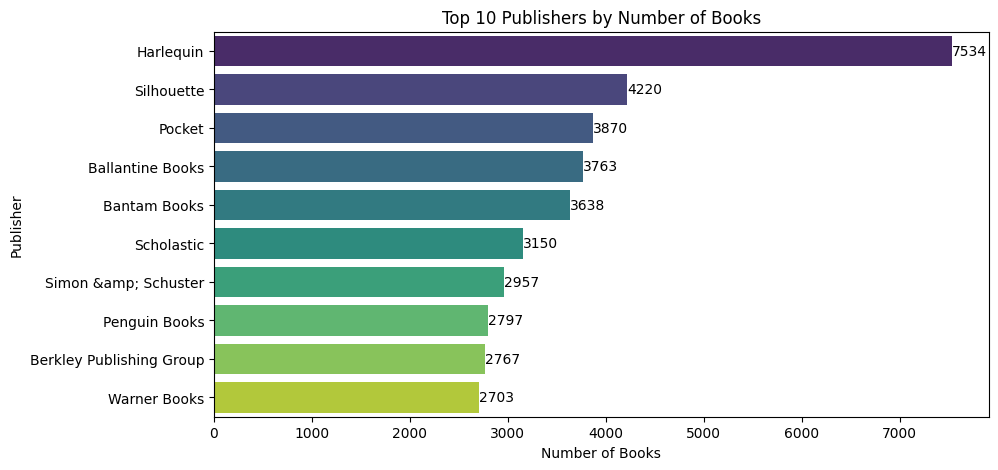 Top 10 Publishers by Number of Books
Harlequin 7534
Silhouette 4220
Pocket 3870
Ballantine Books 3763
Bantam Books 3638
Scholastic 3150
Simon &amp; Schuster 2957
Penguin Books 2797
Berkley Publishing Group 2767
Warner Books 2703
Publisher
0 1000 2000 3000 4000 5000 6000 7000
Number of Books